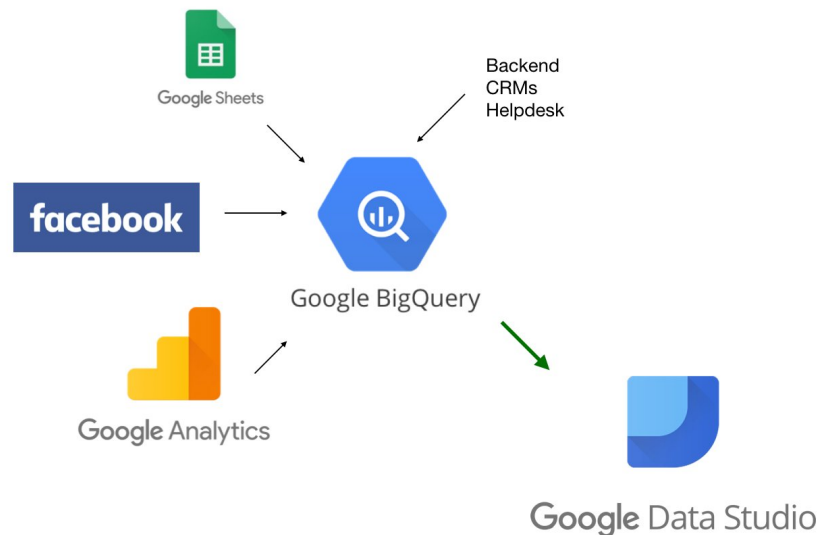 Google Sheets
Backend
CRMs
Helpdesk
facebook
Google BigQuery
Google Analytics
Google Data Studio